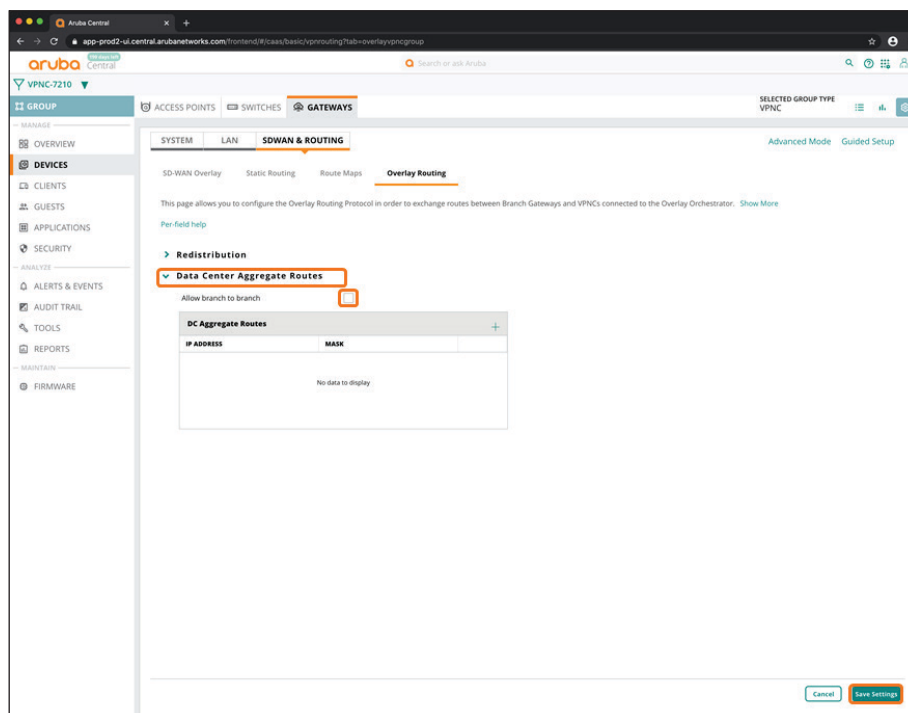 Aruba Central
app-prod2-ui.central.arubanetworks.com/frontend/#/caas/basic/vpnrouting?tab=overlayvpncgroup
aruba Central
Search or ask Aruba
VPNC-7210
GROUP
ACCESS POINTS SWITCHES GATEWAYS
SELECTED GROUP TYPE
VPNC
MANAGE
OVERVIEW
DEVICES
CLIENTS
GUESTS
APPLICATIONS
SECURITY
ANALYZE
ALERTS & EVENTS
AUDIT TRAIL
TOOLS
REPORTS
MAINTAIN
FIRMWARE
SYSTEM LAN SDWAN & ROUTING
Advanced Mode Guided Setup
SD-WAN Overlay Static Routing Route Maps Overlay Routing
This page allows you to configure the Overlay Routing Protocol in order to exchange routes between Branch Gateways and VPNCs connected to the Overlay Orchestrator. Show More
Per-field help
Redistribution
Data Center Aggregate Routes
Allow branch to branch
DC Aggregate Routes +
IP ADDRESS MASK
No data to display
Cancel Save Settings